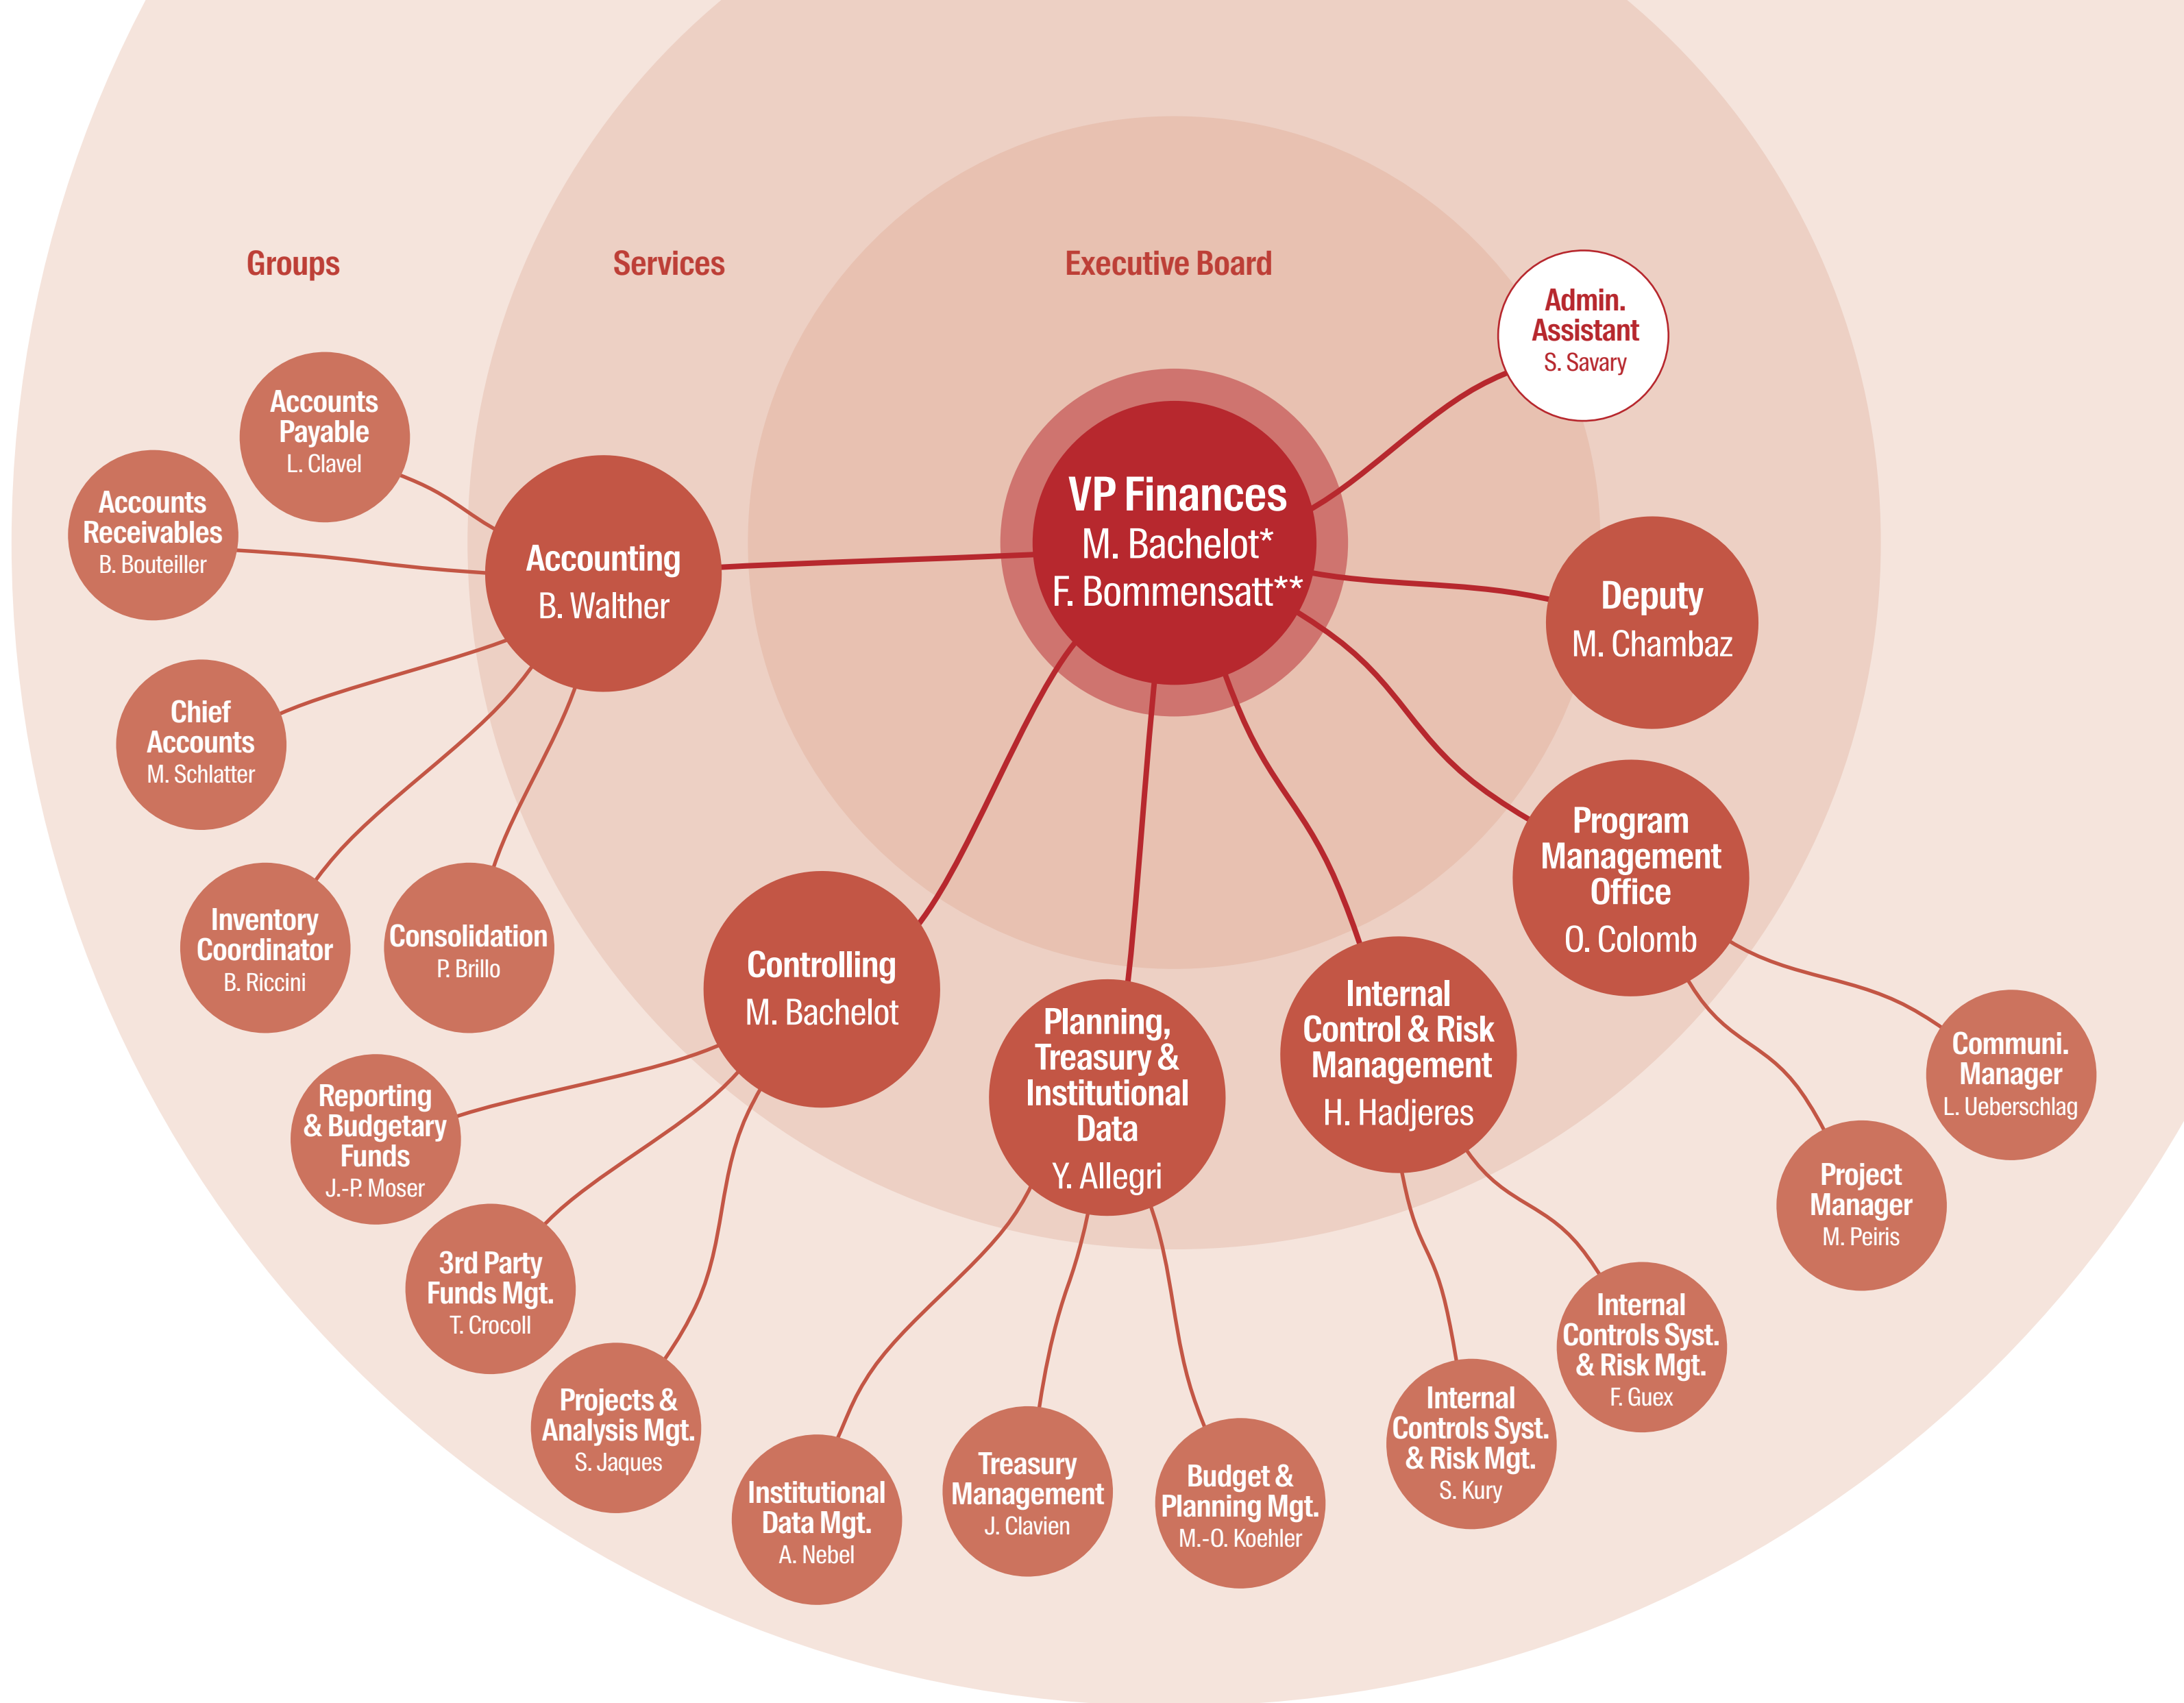 Groups
Services
Executive Board
Admin.
Assistant
S. Savary
Accounts
Payable
L. Clavel
Accounts
Receivables
B. Bouteiller
Accounting
B. Walther
VP Finances
M. Bachelot*
F. Bommensatt**
Deputy
M. Chambaz
Chief
Accounts
M. Schlatter
Program
Management
Office
O. Colomb
Inventory
Coordinator
B. Riccini
Consolidation
P. Brillo
Controlling
M. Bachelot
Planning,
Treasury &
Institutional
Data
Y. Allegri
Internal
Control & Risk
Management
H. Hadjeres
Communi.
Manager
L. Ueberschlag
Reporting
& Budgetary
Funds
J.-P. Moser
Project
Manager
M. Peiris
3rd Party
Funds Mgt.
T. Crocoll
Internal
Controls Syst.
& Risk Mgt.
F. Guex
Projects &
Analysis Mgt.
S. Jaques
Internal
Controls Syst.
& Risk Mgt.
S. Kury
Institutional
Data Mgt.
A. Nebel
Treasury
Management
J. Clavien
Budget &
Planning Mgt.
M.-O. Koehler